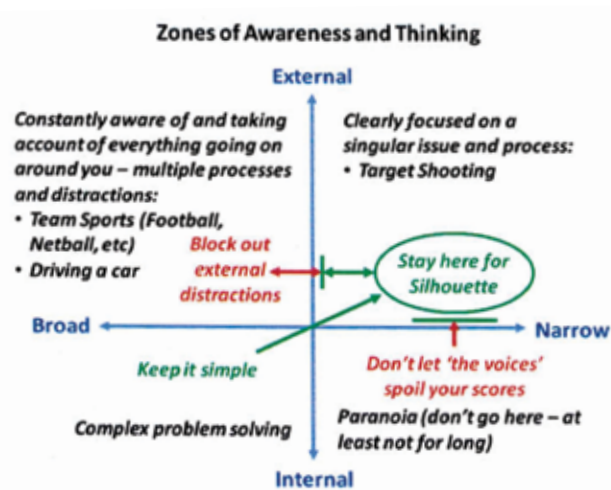 Zones of Awareness and Thinking
External
Constantly aware of and taking
account of everything going on
around you – multiple processes
and distractions:
• Team Sports (Football,
Netball, etc)
• Driving a car
Clearly focused on a
singular issue and process:
• Target Shooting
Block out
external
distractions
Stay here for
Silhouette
Broad
Narrow
Keep it simple
Don't let 'the voices'
spoil your scores
Complex problem solving
Paranoia (don't go here – at
least not for long)
Internal